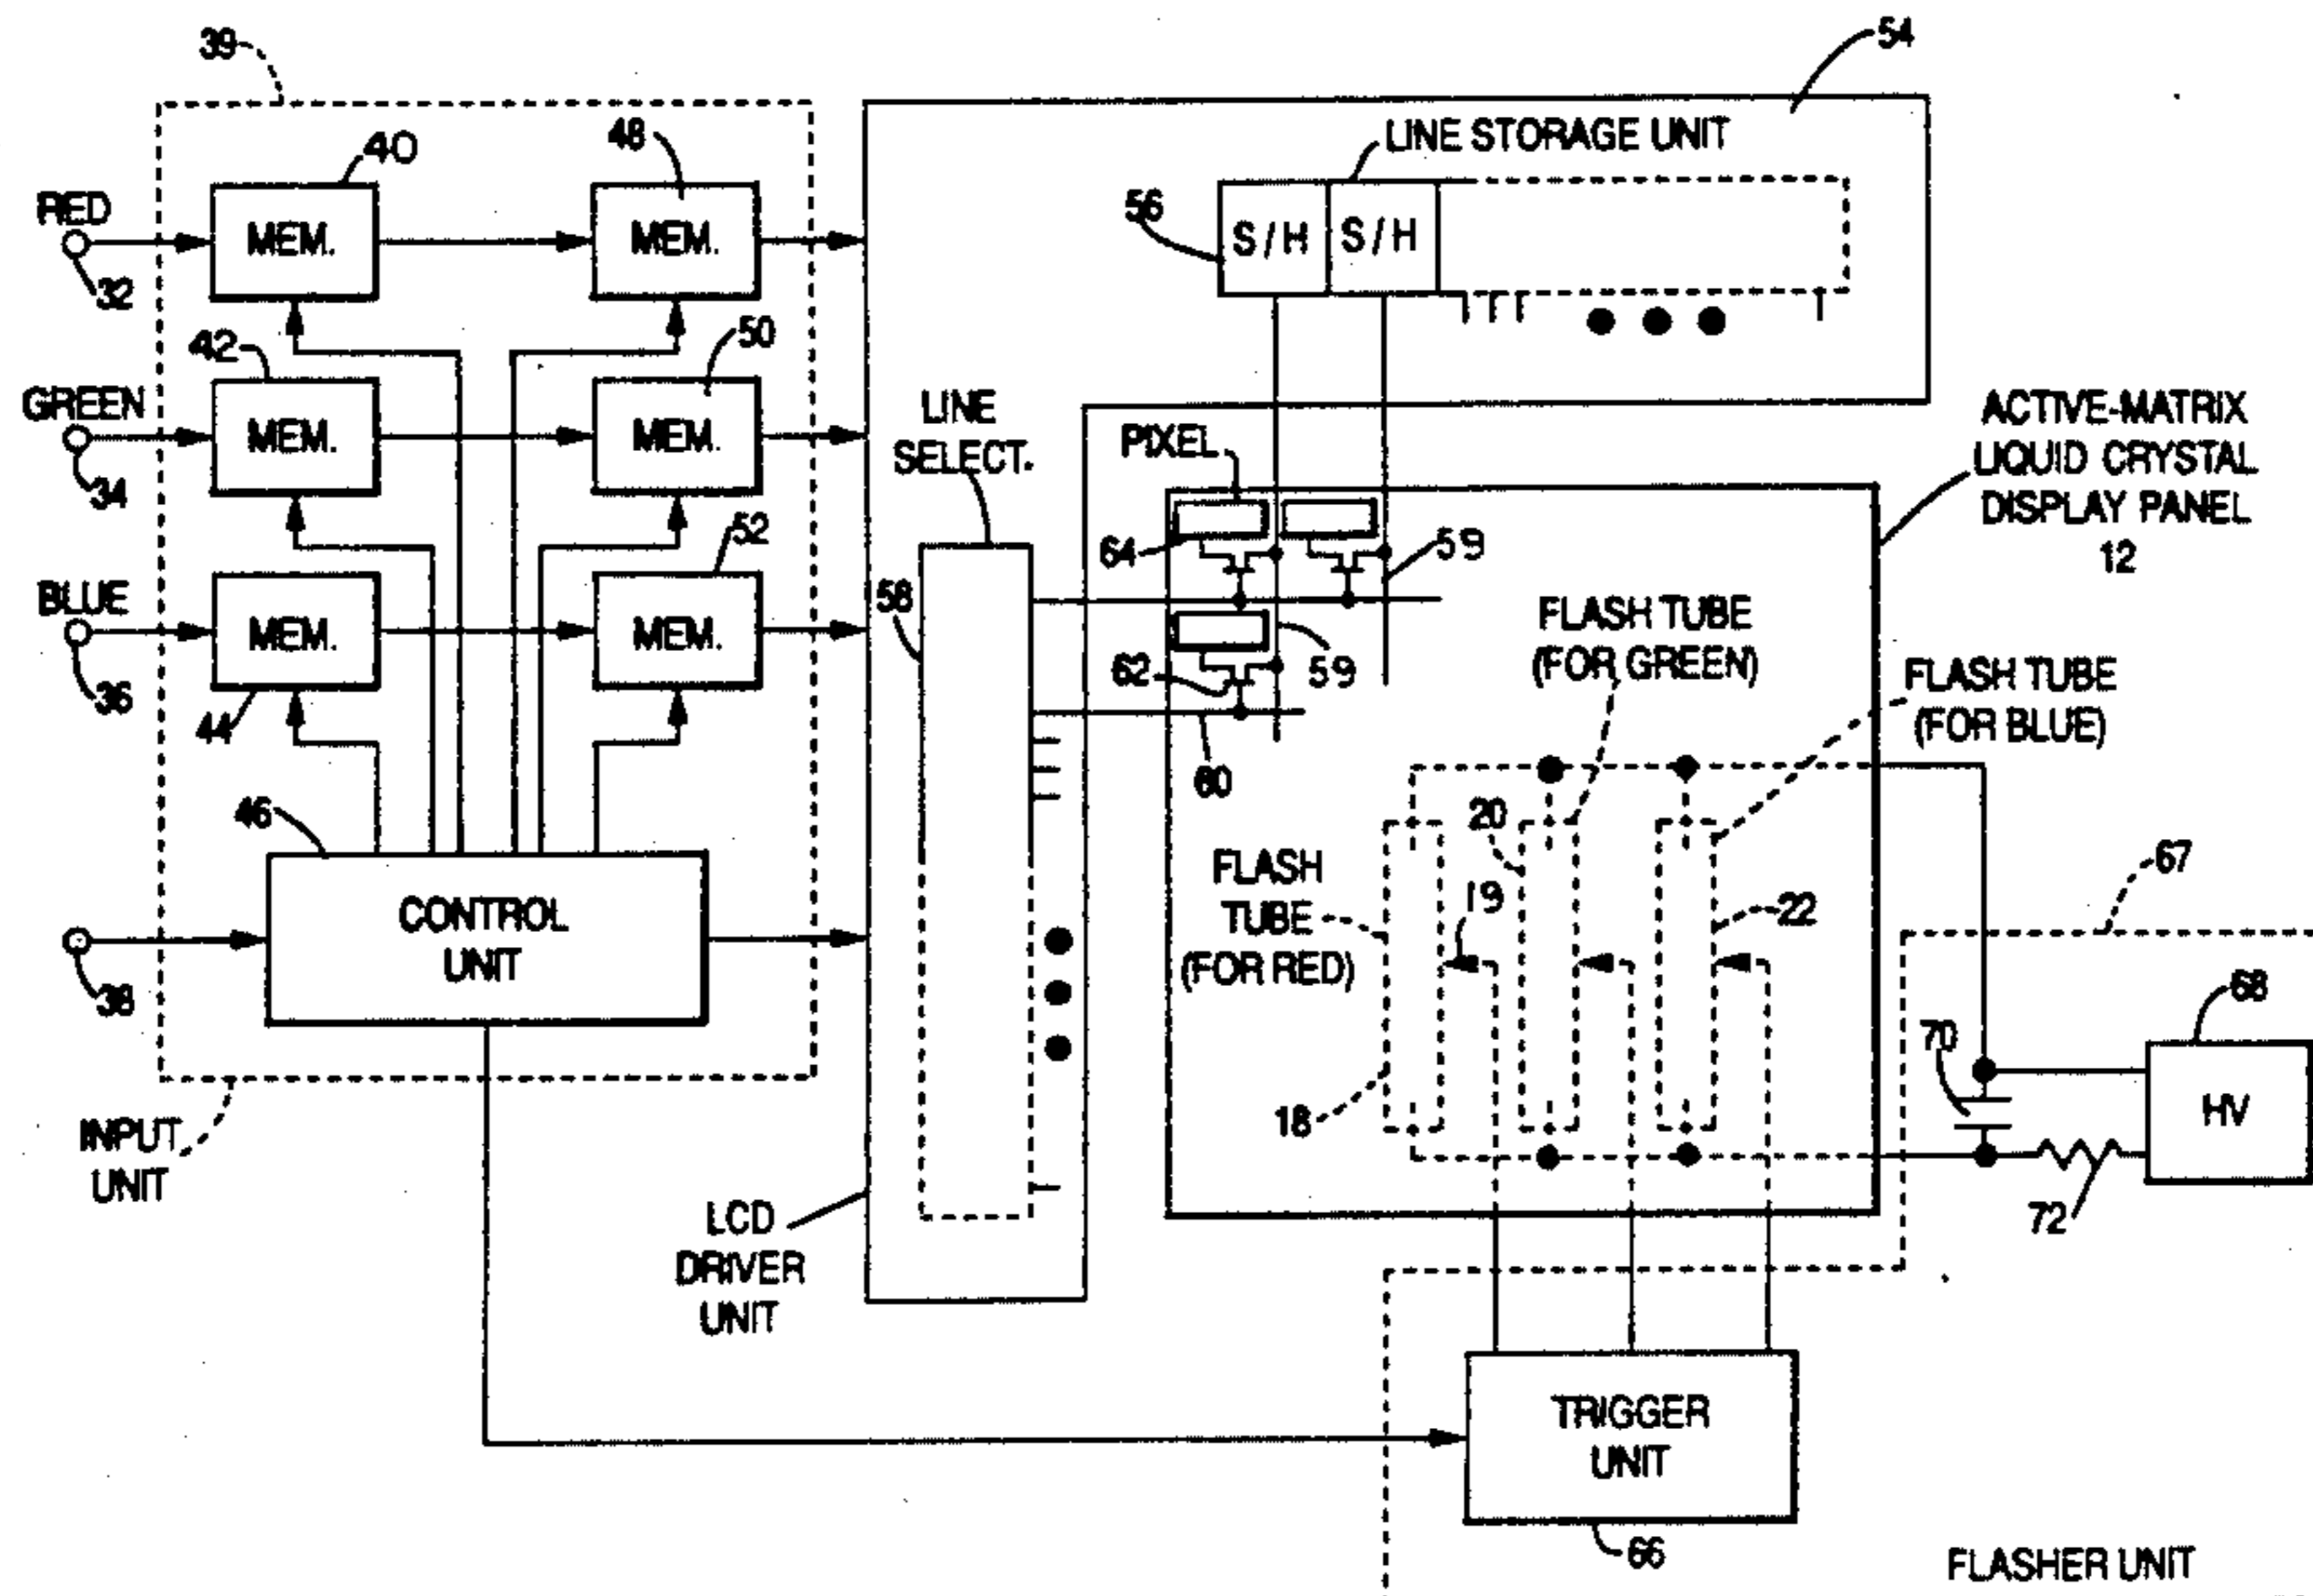 39
54
LINE STORAGE UNIT
40
48
RED
MEM.
MEM.
56
S/H
S/H
32
42
50
GREEN
MEM.
MEM.
34
LINE
SELECT.
PIXEL
ACTIVE-MATRIX
LIQUID CRYSTAL
DISPLAY PANEL
12
52
64
59
BLUE
MEM.
MEM.
58
36
44
62
59
FLASH TUBE
(FOR GREEN)
FLASH TUBE
(FOR BLUE)
60
46
20
CONTROL
UNIT
FLASH
TUBE
(FOR RED)
19
22
67
38
68
70
HV
18
72
INPUT
UNIT
LCD
DRIVER
UNIT
TRIGGER
UNIT
66
FLASHER UNIT